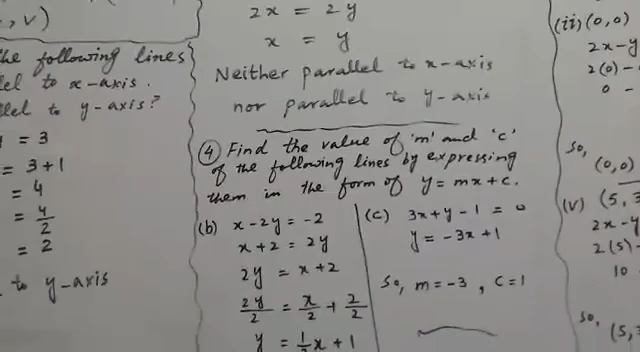 , v)
the following lines
to x-axis.
to y-axis?
= 3
= 3+1
= 4
= 4/2
= 2
to y-axis
2x = 2y
x = y
Neither parallel to x-axis
nor parallel to y-axis
(4) Find the value of 'm' and 'c'
of the following lines by expressing
them in the form of y = mx + c.
(b) x - 2y = -2
x + 2 = 2y
2y = x + 2
2y/2 = x/2 + 2/2
y = 1/2 x + 1
(c) 3x + y - 1 = 0
y = -3x + 1
So, m = -3 , c = 1
(ii) (0,0)
2x - y
2(0) -
0 -
So,
(0,0)
(v) (5, 3
2x - y
2(5) -
10
So,
(5,